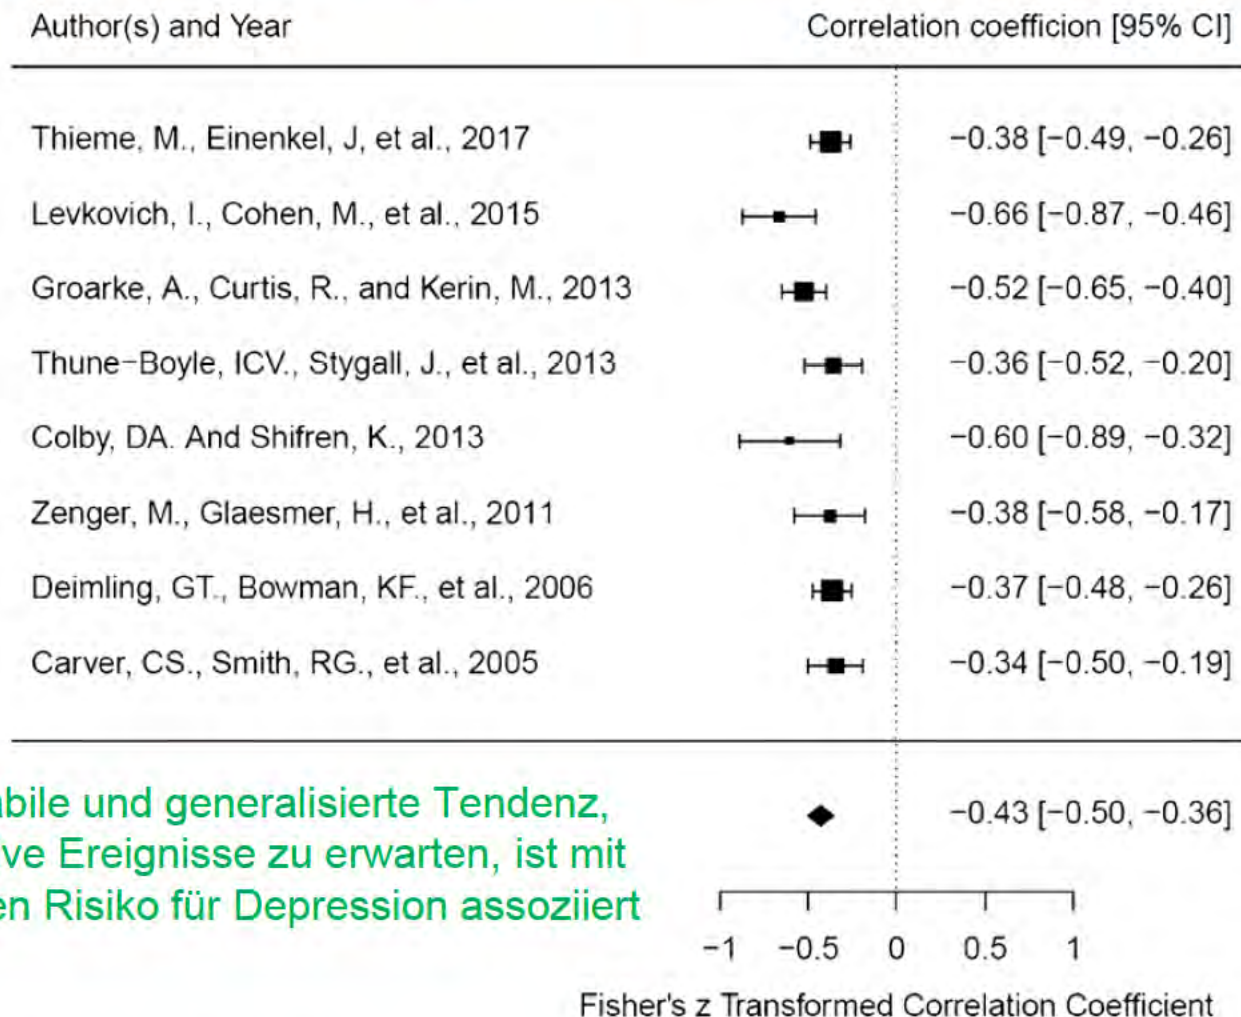 Author(s) and Year Correlation coefficion [95% CI]
Thieme, M., Einenkel, J, et al., 2017 −0.38 [−0.49, −0.26]
Levkovich, I., Cohen, M., et al., 2015 −0.66 [−0.87, −0.46]
Groarke, A., Curtis, R., and Kerin, M., 2013 −0.52 [−0.65, −0.40]
Thune−Boyle, ICV., Stygall, J., et al., 2013 −0.36 [−0.52, −0.20]
Colby, DA. And Shifren, K., 2013 −0.60 [−0.89, −0.32]
Zenger, M., Glaesmer, H., et al., 2011 −0.38 [−0.58, −0.17]
Deimling, GT., Bowman, KF., et al., 2006 −0.37 [−0.48, −0.26]
Carver, CS., Smith, RG., et al., 2005 −0.34 [−0.50, −0.19]
−0.43 [−0.50, −0.36]
und generalisierte Tendenz,
Ereignisse zu erwarten, ist mit
Risiko für Depression assoziiert
−1 −0.5 0 0.5 1
Fisher's z Transformed Correlation Coefficient